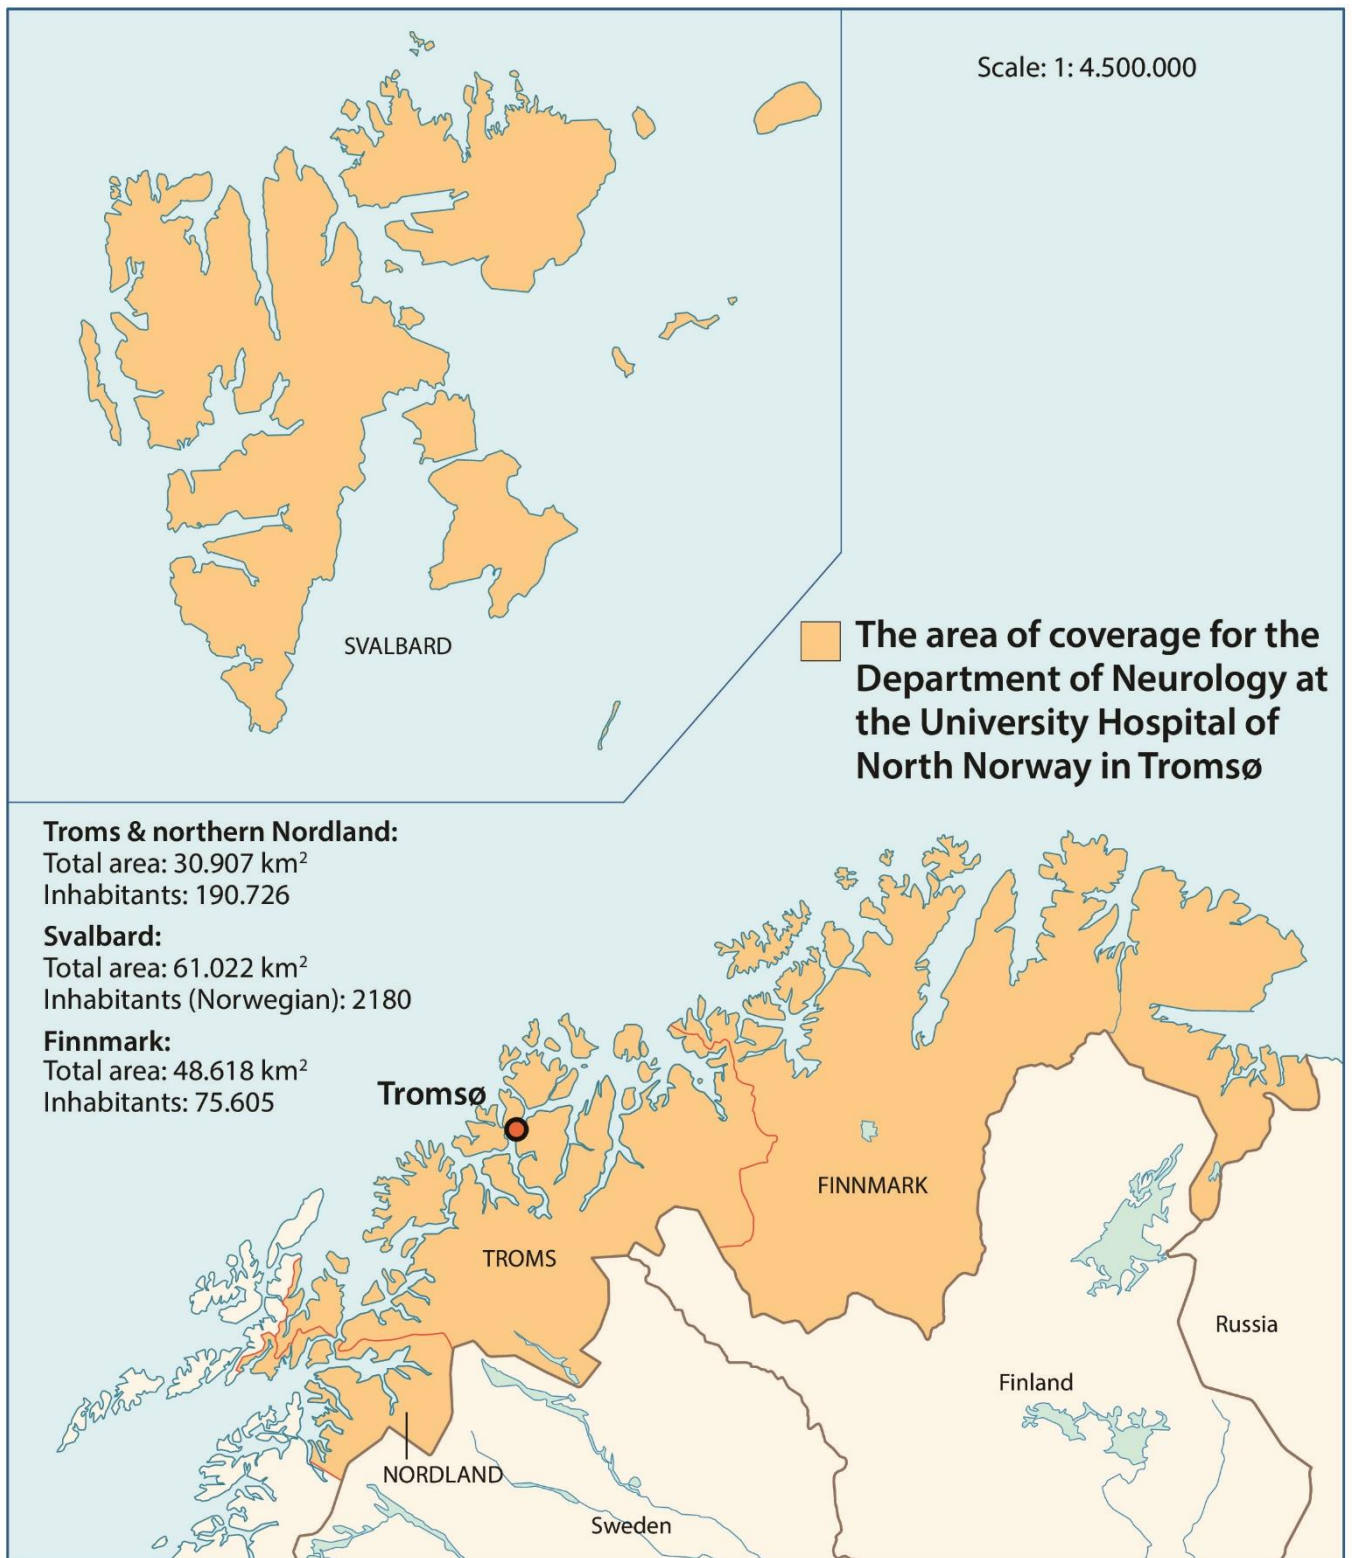 Scale: 1: 4.500.000
SVALBARD
The area of coverage for the
Department of Neurology at
the University Hospital of
North Norway in Tromsø
Troms & northern Nordland:
Total area: 30.907 km²
Inhabitants: 190.726
Svalbard:
Total area: 61.022 km²
Inhabitants (Norwegian): 2180
Finnmark:
Total area: 48.618 km²
Inhabitants: 75.605
Tromsø
FINNMARK
TROMS
Russia
Finland
NORDLAND
Sweden